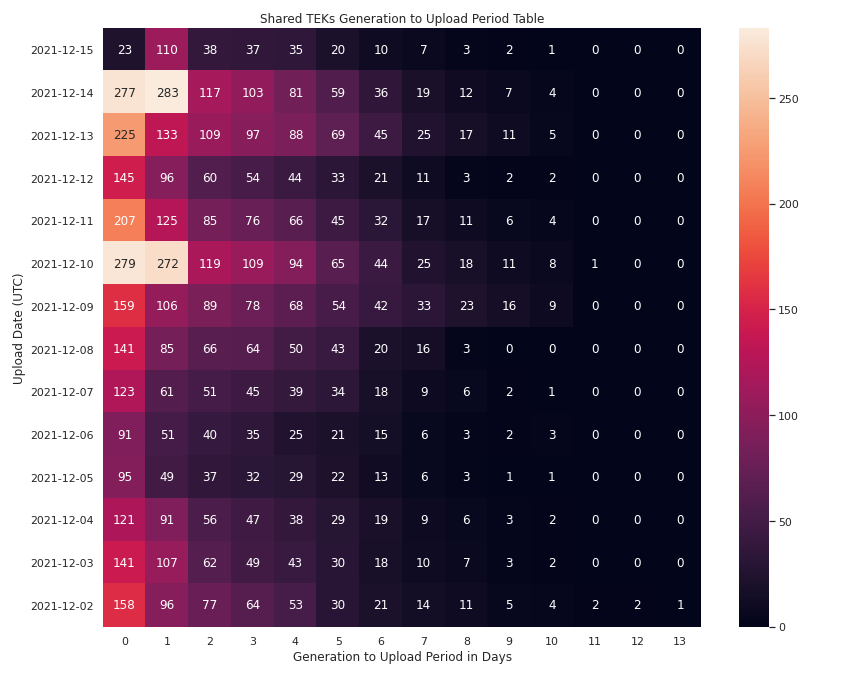 Shared TEKs Generation to Upload Period Table
Upload Date (UTC)
2021-12-15 23 110 38 37 35 20 10 7 3 2 1 0 0 0
2021-12-14 277 283 117 103 81 59 36 19 12 7 4 0 0 0
2021-12-13 225 133 109 97 88 69 45 25 17 11 5 0 0 0
2021-12-12 145 96 60 54 44 33 21 11 3 2 2 0 0 0
2021-12-11 207 125 85 76 66 45 32 17 11 6 4 0 0 0
2021-12-10 279 272 119 109 94 65 44 25 18 11 8 1 0 0
2021-12-09 159 106 89 78 68 54 42 33 23 16 9 0 0 0
2021-12-08 141 85 66 64 50 43 20 16 3 0 0 0 0 0
2021-12-07 123 61 51 45 39 34 18 9 6 2 1 0 0 0
2021-12-06 91 51 40 35 25 21 15 6 3 2 3 0 0 0
2021-12-05 95 49 37 32 29 22 13 6 3 1 1 0 0 0
2021-12-04 121 91 56 47 38 29 19 9 6 3 2 0 0 0
2021-12-03 141 107 62 49 43 30 18 10 7 3 2 0 0 0
2021-12-02 158 96 77 64 53 30 21 14 11 5 4 2 2 1
0 1 2 3 4 5 6 7 8 9 10 11 12 13
Generation to Upload Period in Days
250
200
150
100
50
0